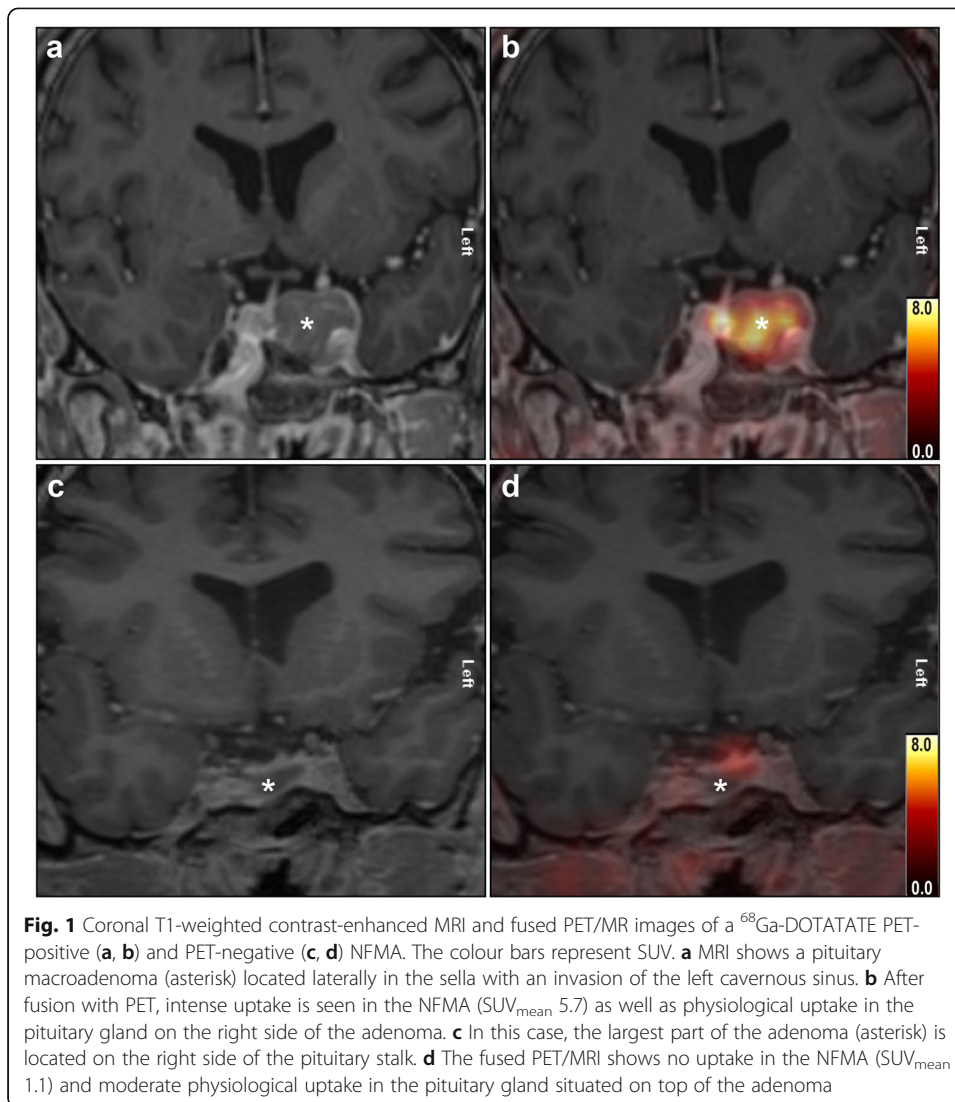 a
b
Left
Left
8.0
0.0
c
d
Left
Left
8.0
0.0
Fig. 1 Coronal T1-weighted contrast-enhanced MRI and fused PET/MR images of a ⁶⁸Ga-DOTATATE PET-
positive (a, b) and PET-negative (c, d) NFMA. The colour bars represent SUV. a MRI shows a pituitary
macroadenoma (asterisk) located laterally in the sella with an invasion of the left cavernous sinus. b After
fusion with PET, intense uptake is seen in the NFMA (SUVmean 5.7) as well as physiological uptake in the
pituitary gland on the right side of the adenoma. c In this case, the largest part of the adenoma (asterisk) is
located on the right side of the pituitary stalk. d The fused PET/MRI shows no uptake in the NFMA (SUVmean
1.1) and moderate physiological uptake in the pituitary gland situated on top of the adenoma